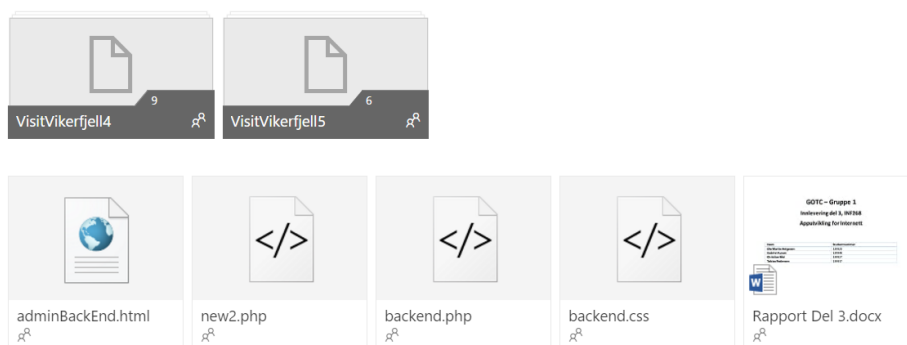 9
6
VisitVikerfjell4
VisitVikerfjell5
</>
</>
</>
GOTC – Gruppe 1
Innlevering del 3, INF268
Apputvikling for Internett
W
adminBackEnd.html
new2.php
backend.php
backend.css
Rapport Del 3.docx